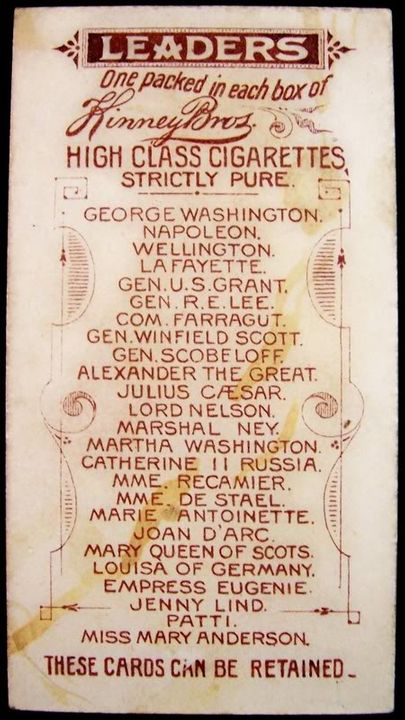 LEADERS
One packed in each box of
Kinney Bros.
HIGH CLASS CIGARETTES,
STRICTLY PURE.
GEORGE WASHINGTON.
NAPOLEON.
WELLINGTON.
LA FAYETTE.
GEN. U.S. GRANT.
GEN. R.E. LEE.
COM. FARRAGUT.
GEN. WINFIELD SCOTT.
GEN. SCOBELOFF.
ALEXANDER THE GREAT.
JULIUS CÆSAR.
LORD NELSON.
MARSHAL NEY.
MARTHA WASHINGTON.
CATHERINE II RUSSIA.
MME. RECAMIER.
MME. DE STAEL.
MARIE ANTOINETTE.
JOAN D'ARC.
MARY QUEEN OF SCOTS.
LOUISA OF GERMANY.
EMPRESS EUGENIE.
JENNY LIND.
PATTI.
MISS MARY ANDERSON.
THESE CARDS CAN BE RETAINED.